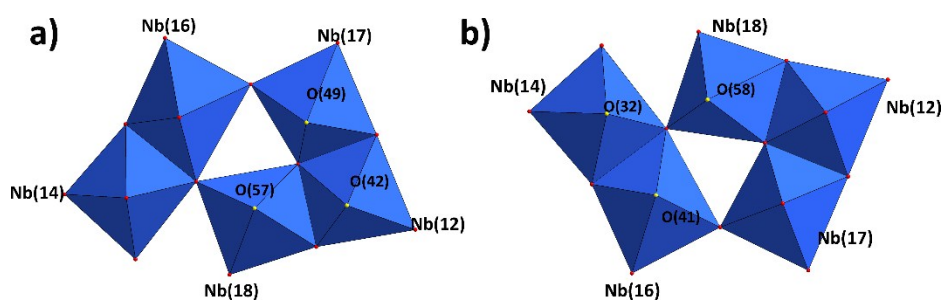 a)
Nb(16)
Nb(17)
O(49)
Nb(14)
O(57)
O(42)
Nb(12)
Nb(18)
b)
Nb(18)
Nb(14)
O(32)
O(58)
Nb(12)
O(41)
Nb(17)
Nb(16)